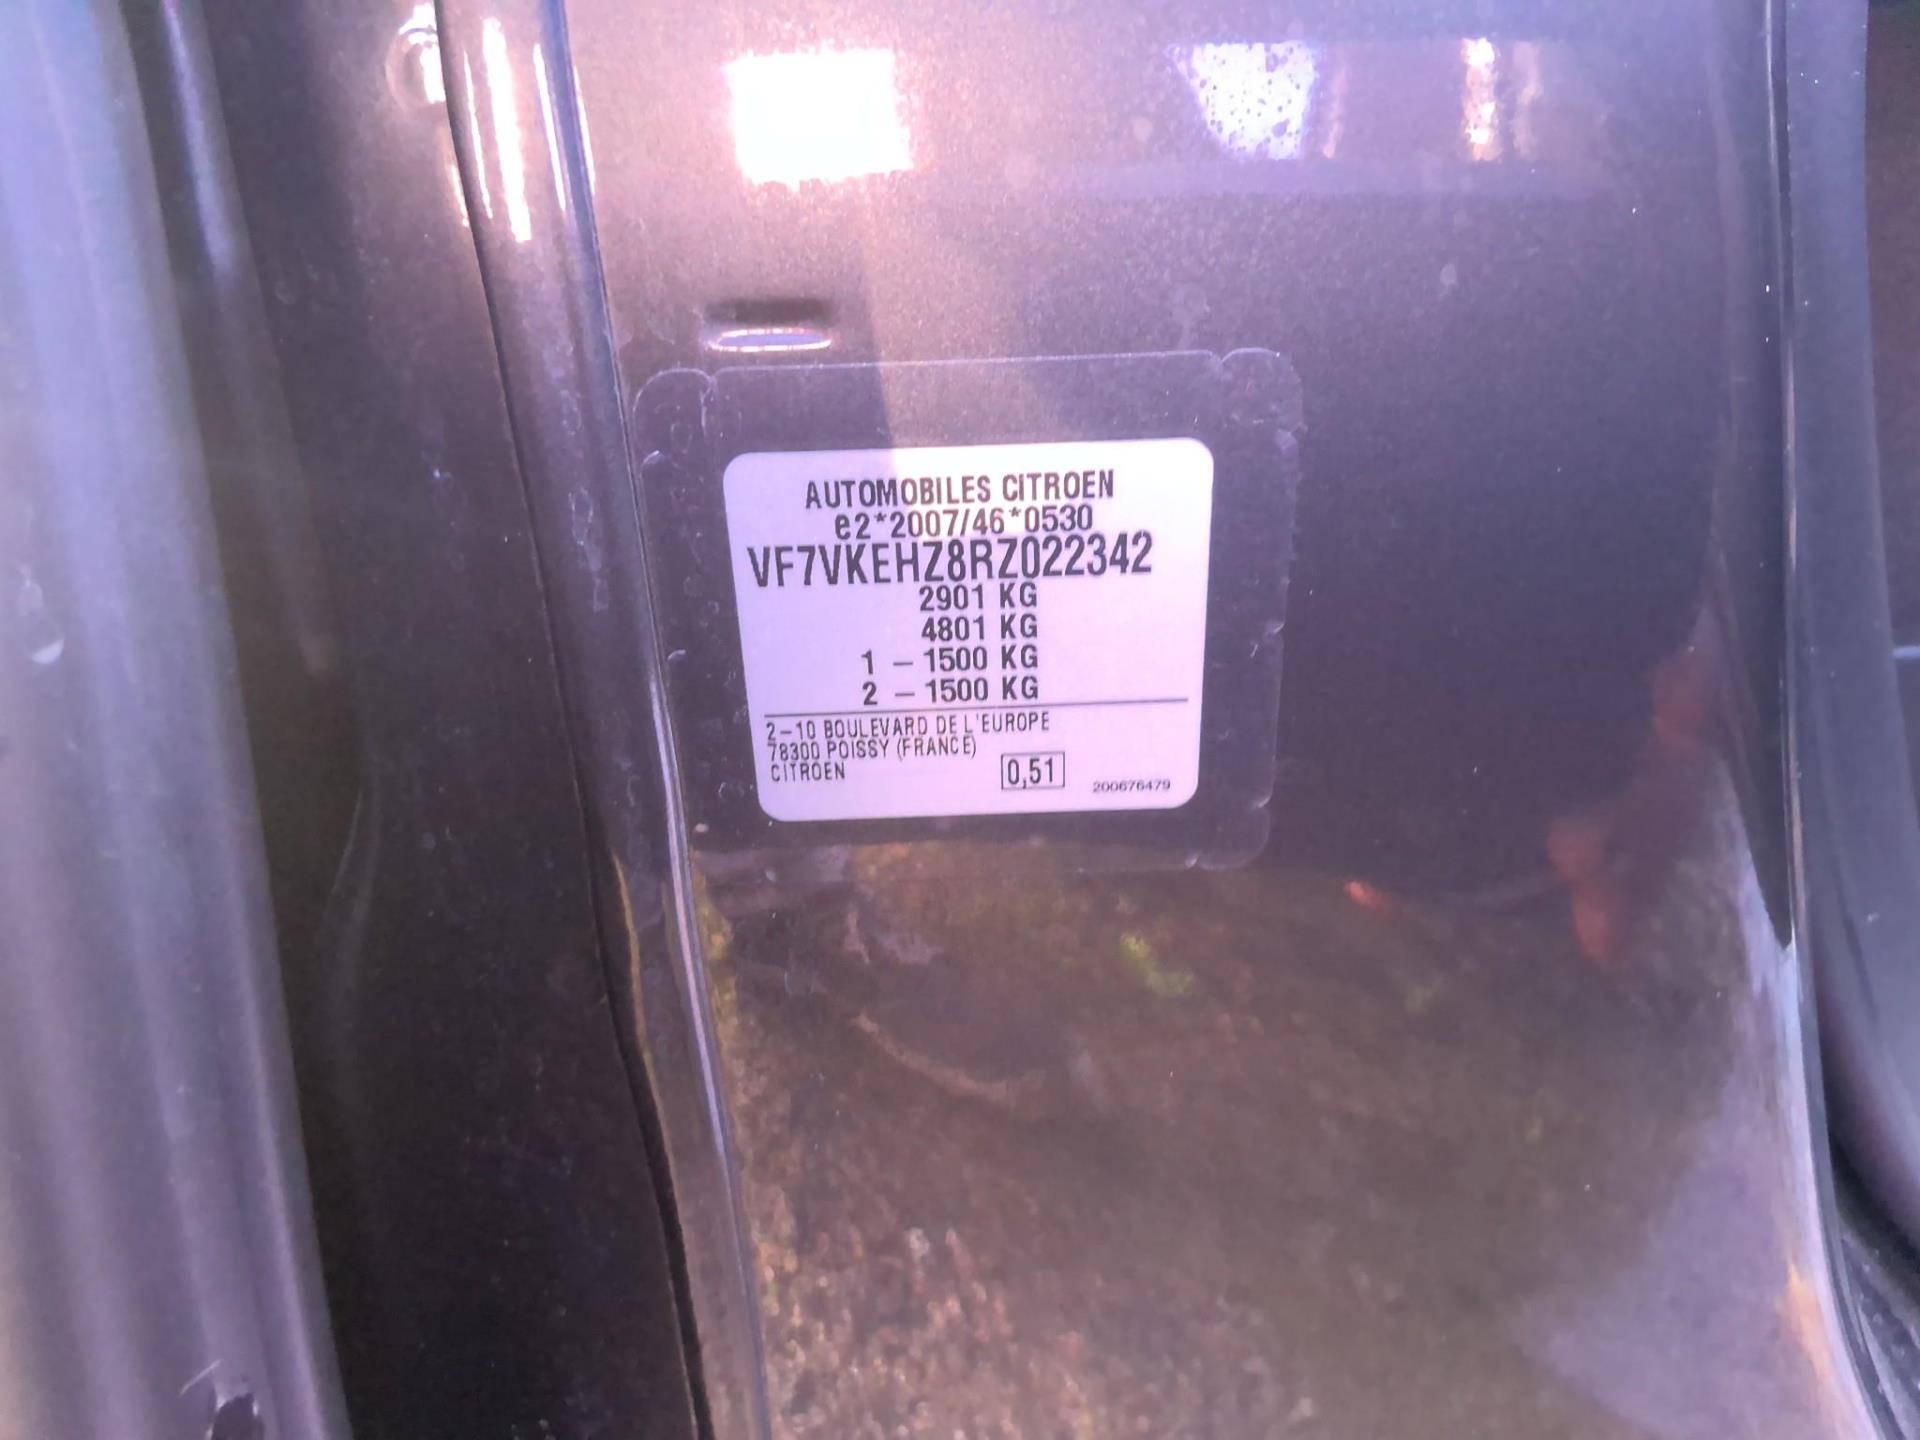 AUTOMOBILES CITROEN
e2*2007/46*0530
VF7VKEHZ8RZ022342
2901 KG
4801 KG
1 – 1500 KG
2 – 1500 KG
2–10 BOULEVARD DE L'EUROPE
78300 POISSY (FRANCE)
CITROEN
0,51
200676479